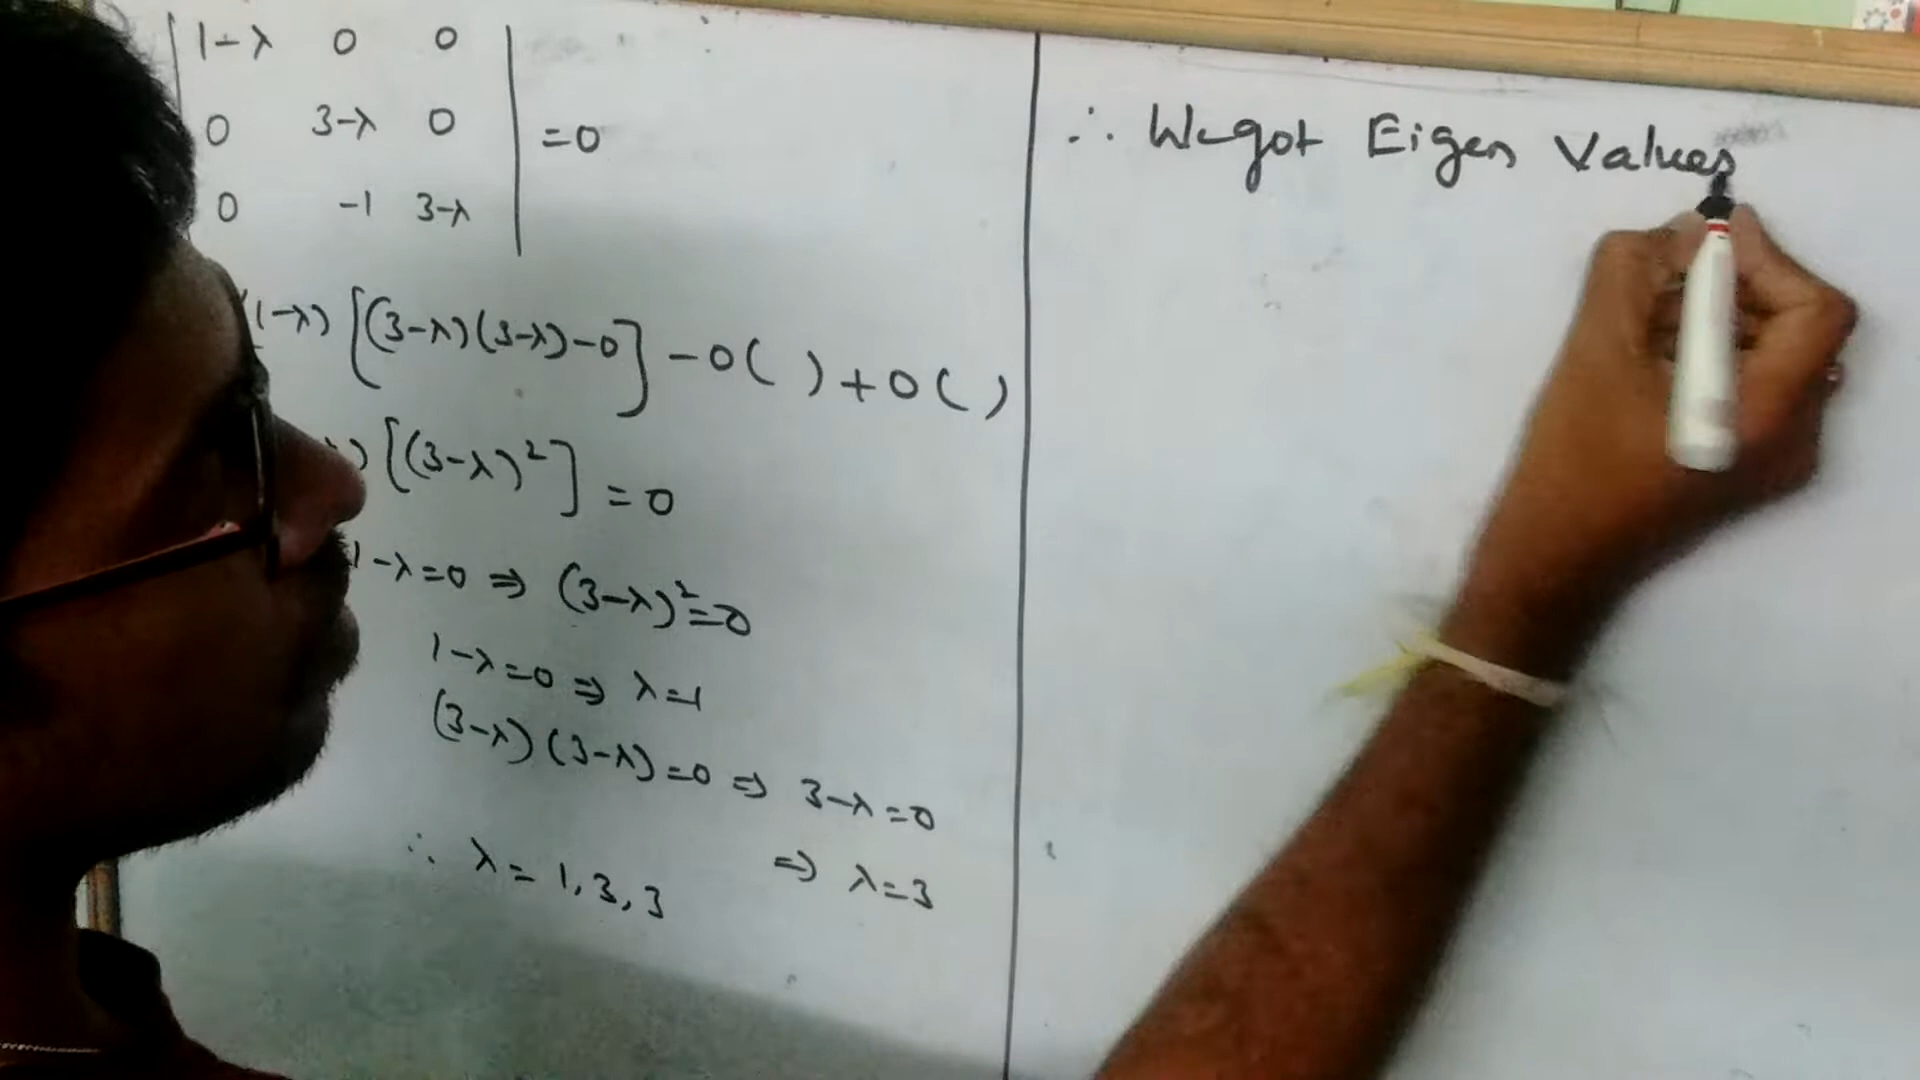 1-λ 0 0
0 3-λ 0 =0
0 -1 3-λ
(1-λ) [(3-λ)(3-λ)-0] -0( ) +0( )
) [(3-λ)²] =0
1-λ=0 ⇒ (3-λ)²=0
1-λ=0 ⇒ λ=1
(3-λ)(3-λ)=0 ⇒ 3-λ=0
∴ λ = 1,3,3 ⇒ λ=3
∴ We got Eigen Values